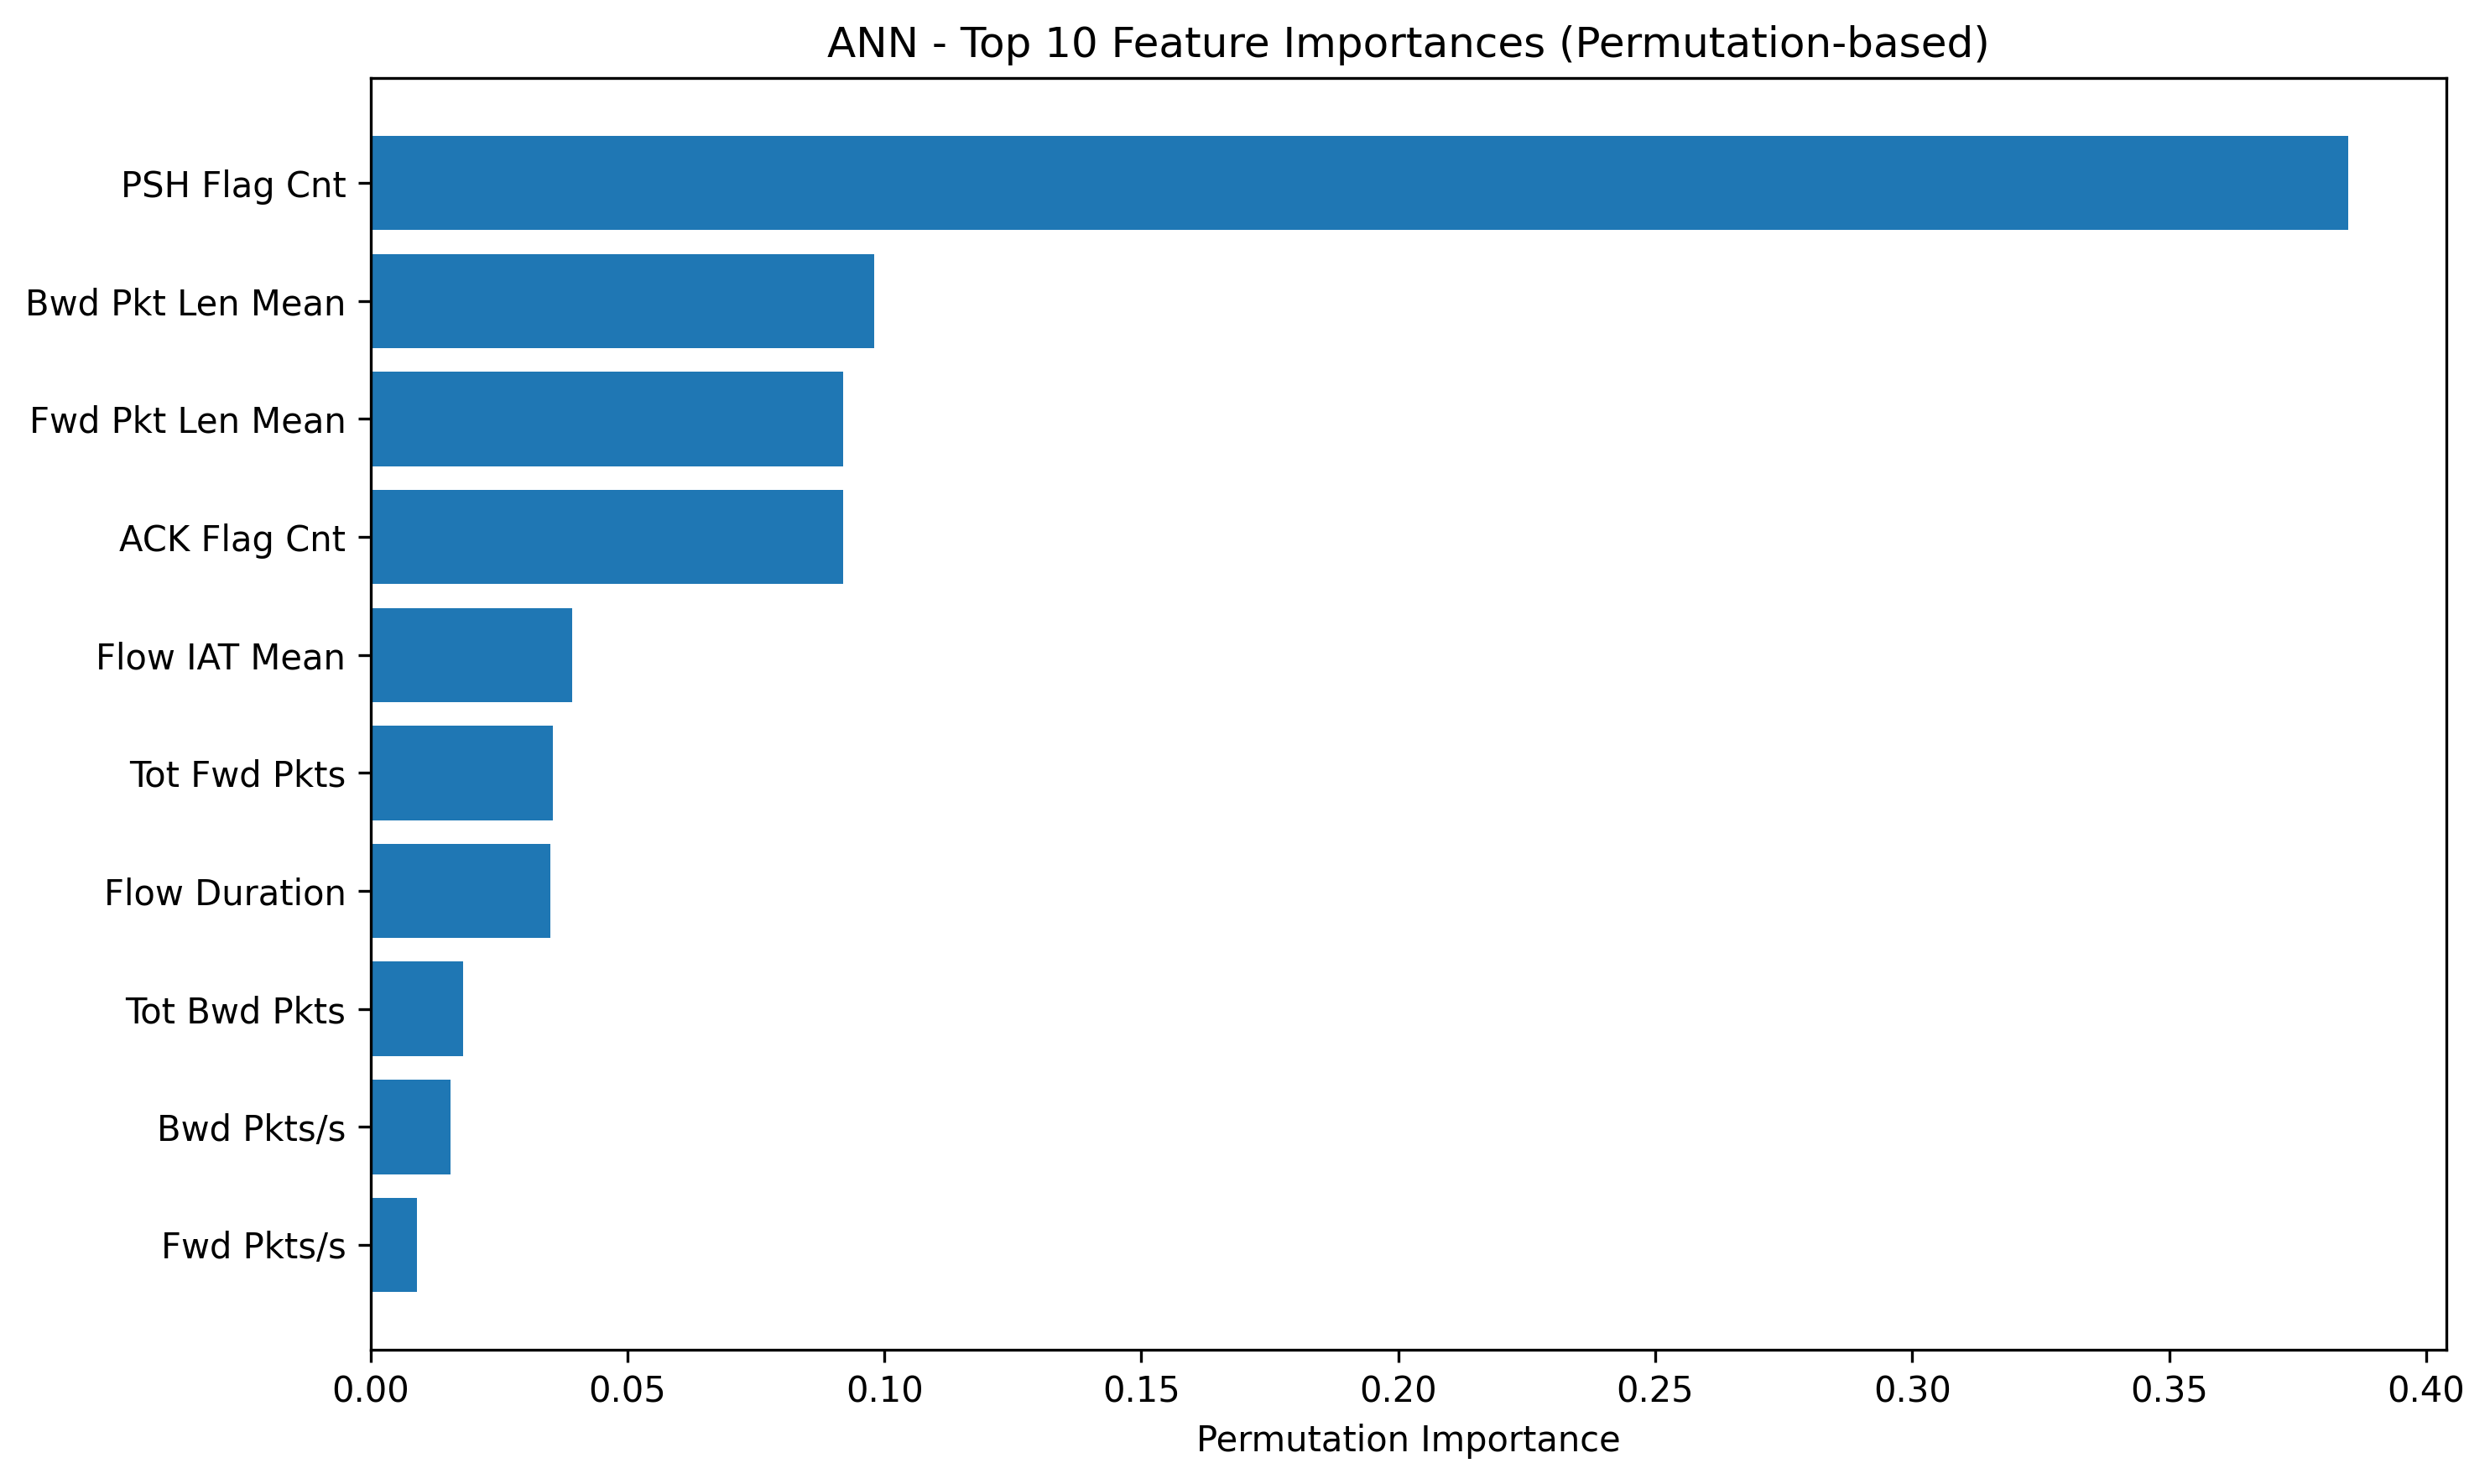 ANN - Top 10 Feature Importances (Permutation-based)
PSH Flag Cnt
Bwd Pkt Len Mean
Fwd Pkt Len Mean
ACK Flag Cnt
Flow IAT Mean
Tot Fwd Pkts
Flow Duration
Tot Bwd Pkts
Bwd Pkts/s
Fwd Pkts/s
0.00 0.05 0.10 0.15 0.20 0.25 0.30 0.35 0.40
Permutation Importance